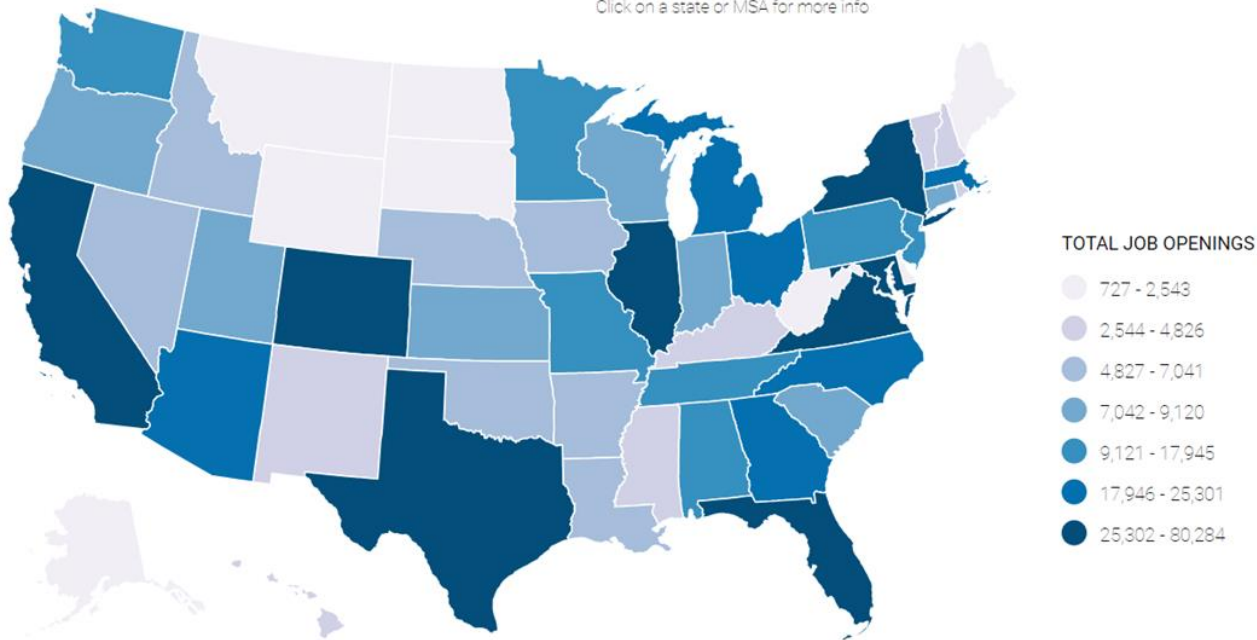 Click on a state or MSA for more info
TOTAL JOB OPENINGS
727 - 2,543
2,544 - 4,826
4,827 - 7,041
7,042 - 9,120
9,121 - 17,945
17,946 - 25,301
25,302 - 80,284